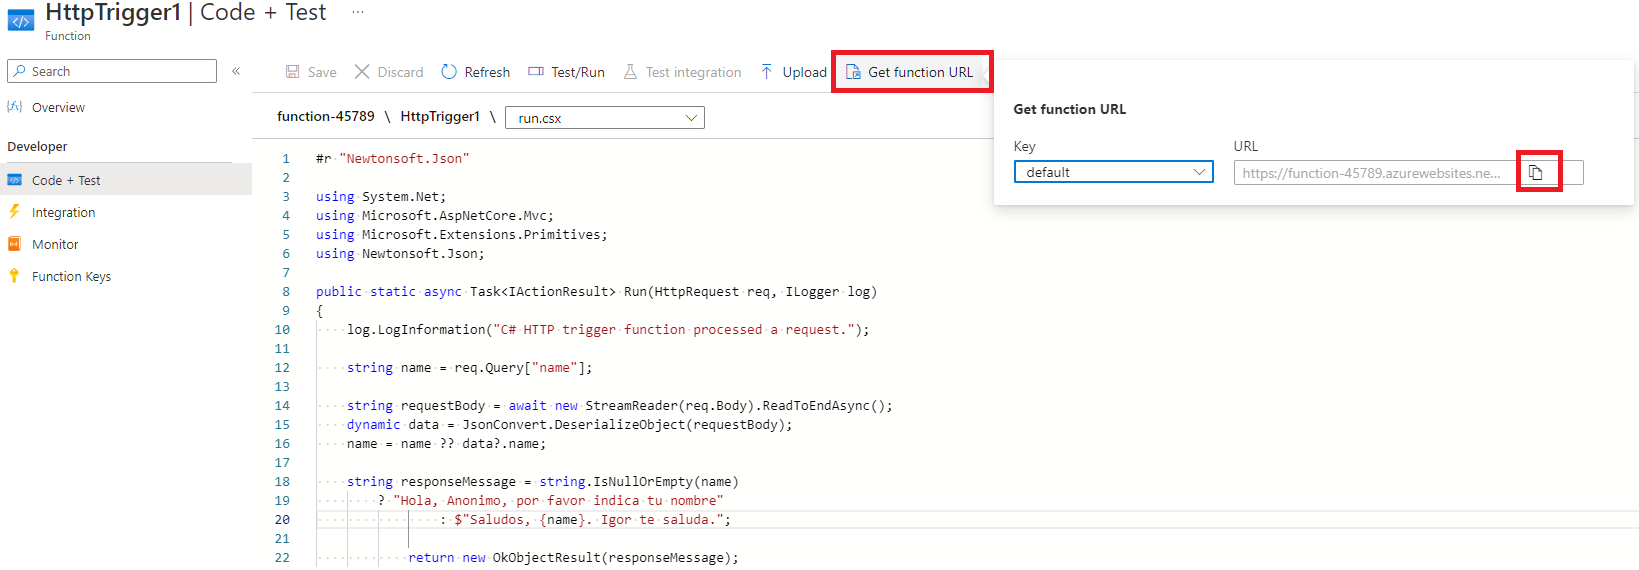 HttpTrigger1 | Code + Test ...
Function
Search
«
Overview
Developer
Code + Test
Integration
Monitor
Function Keys
Save Discard Refresh Test/Run Test integration Upload Get function URL
function-45789 \ HttpTrigger1 \ run.csx
1 #r "Newtonsoft.Json"
2
3 using System.Net;
4 using Microsoft.AspNetCore.Mvc;
5 using Microsoft.Extensions.Primitives;
6 using Newtonsoft.Json;
7
8 public static async Task<IActionResult> Run(HttpRequest req, ILogger log)
9 {
10 log.LogInformation("C# HTTP trigger function processed a request.");
11
12 string name = req.Query["name"];
13
14 string requestBody = await new StreamReader(req.Body).ReadToEndAsync();
15 dynamic data = JsonConvert.DeserializeObject(requestBody);
16 name = name ?? data?.name;
17
18 string responseMessage = string.IsNullOrEmpty(name)
19 ? "Hola, Anonimo, por favor indica tu nombre"
20 : $"Saludos, {name}. Igor te saluda.";
21
22 return new OkObjectResult(responseMessage);
Get function URL
Key URL
default https://function-45789.azurewebsites.ne...